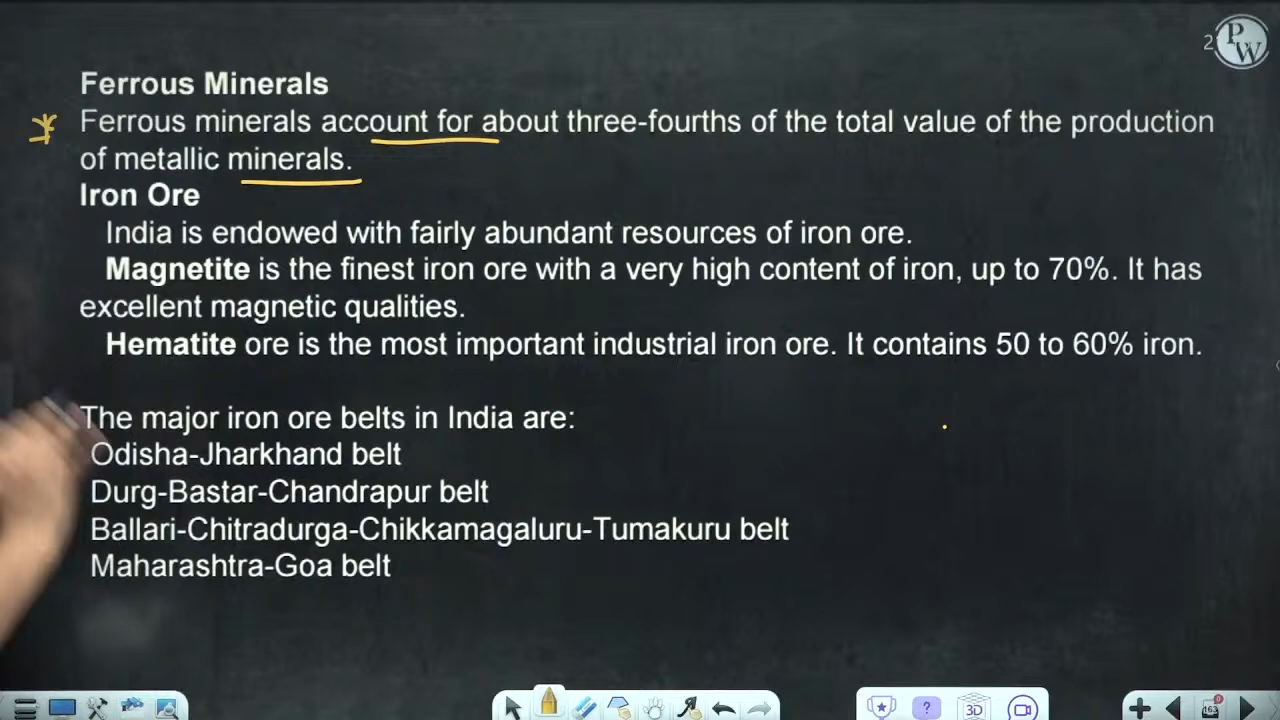 2
PW
Ferrous Minerals
Ferrous minerals account for about three-fourths of the total value of the production
of metallic minerals.
Iron Ore
India is endowed with fairly abundant resources of iron ore.
Magnetite is the finest iron ore with a very high content of iron, up to 70%. It has
excellent magnetic qualities.
Hematite ore is the most important industrial iron ore. It contains 50 to 60% iron.
The major iron ore belts in India are:
Odisha-Jharkhand belt
Durg-Bastar-Chandrapur belt
Ballari-Chitradurga-Chikkamagaluru-Tumakuru belt
Maharashtra-Goa belt
? 3D 163